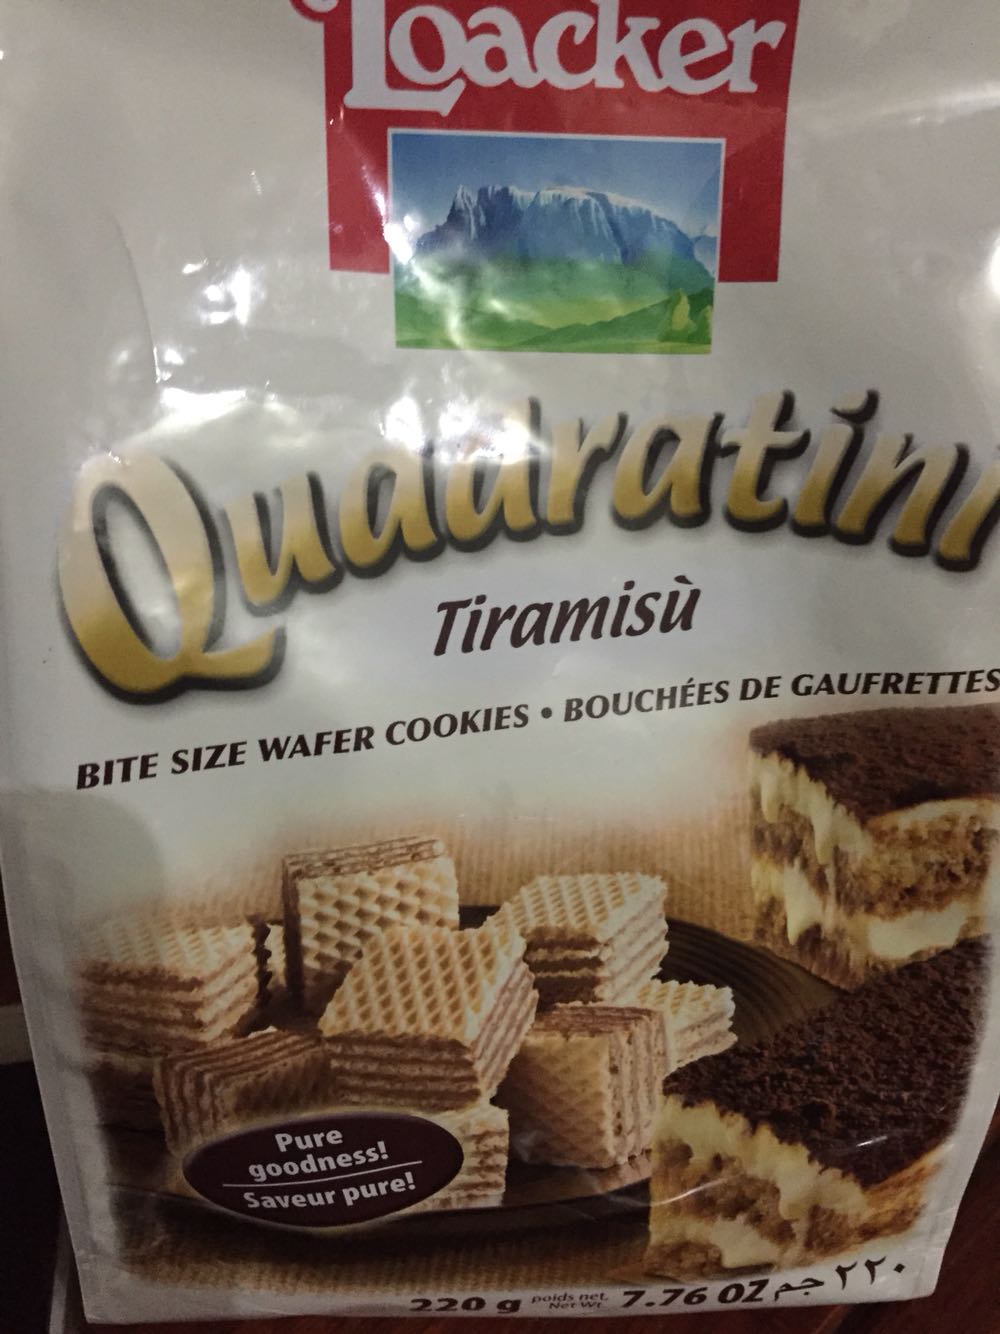 Loacker
Quadratini
Tiramisù
BITE SIZE WAFER COOKIES • BOUCHÉES DE GAUFRETTES
Pure
goodness!
Saveur pure!
220 g poids net. Net Wt. 7.76 OZ ٢٢٠ جم